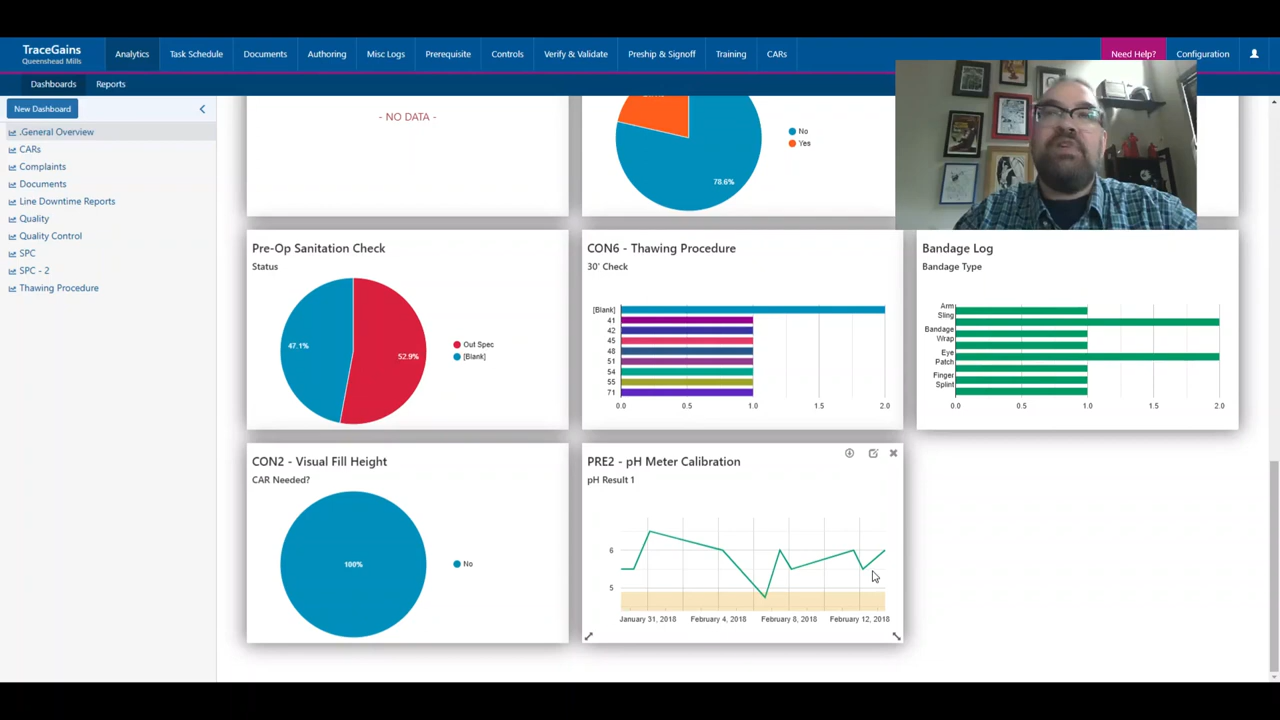 TraceGains
Queenshead Mills
Analytics
Task Schedule
Documents
Authoring
Misc Logs
Prerequisite
Controls
Verify & Validate
Preship & Signoff
Training
CARs
Need Help?
Configuration
Dashboards
Reports
New Dashboard
.General Overview
CARs
Complaints
Documents
Line Downtime Reports
Quality
Quality Control
SPC
SPC - 2
Thawing Procedure
- NO DATA -
No
Yes
78.6%
Pre-Op Sanitation Check
Status
47.1%
52.9%
Out Spec
[Blank]
CON6 - Thawing Procedure
30' Check
[Blank]
41
42
45
48
51
54
55
71
0.0 0.5 1.0 1.5 2.0
Bandage Log
Bandage Type
Arm
Sling
Bandage
Wrap
Eye
Patch
Finger
Splint
0.0 0.5 1.0 1.5 2.0
CON2 - Visual Fill Height
CAR Needed?
100%
No
PRE2 - pH Meter Calibration
pH Result 1
6
5
January 31, 2018 February 4, 2018 February 8, 2018 February 12, 2018